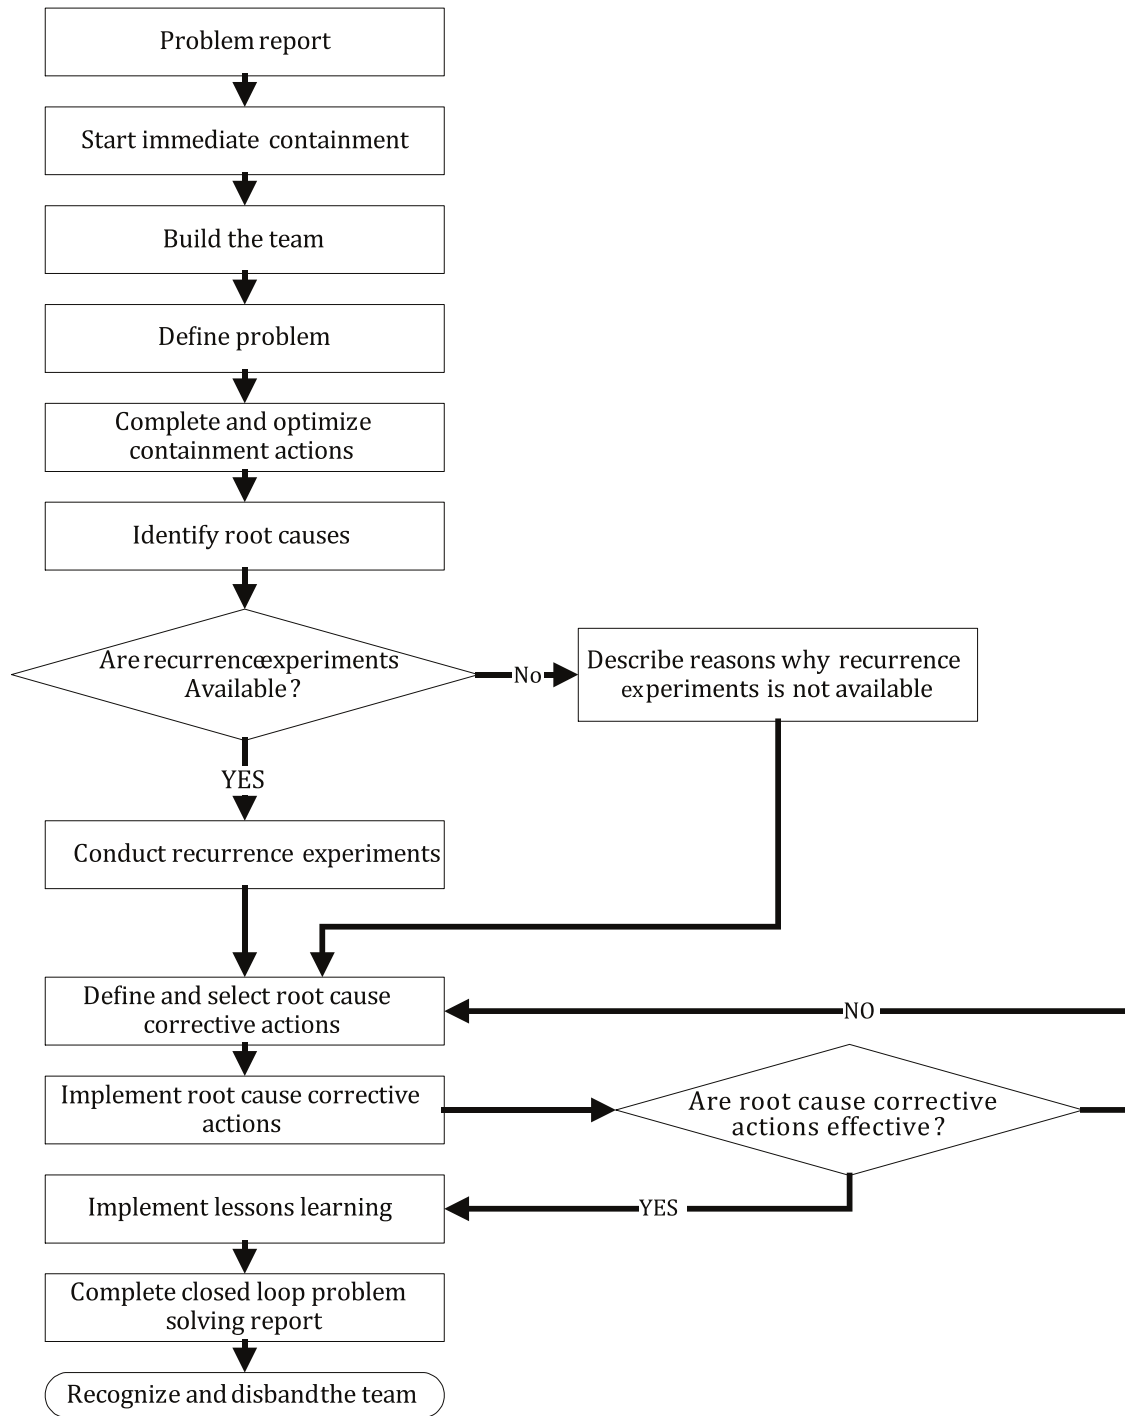 Problem report
Start immediate containment
Build the team
Define problem
Complete and optimize
containment actions
Identify root causes
Are recurrence experiments
Available?
No
Describe reasons why recurrence
experiments is not available
YES
Conduct recurrence experiments
Define and select root cause
corrective actions
NO
Implement root cause corrective
actions
Are root cause corrective
actions effective?
Implement lessons learning
YES
Complete closed loop problem
solving report
Recognize and disband the team